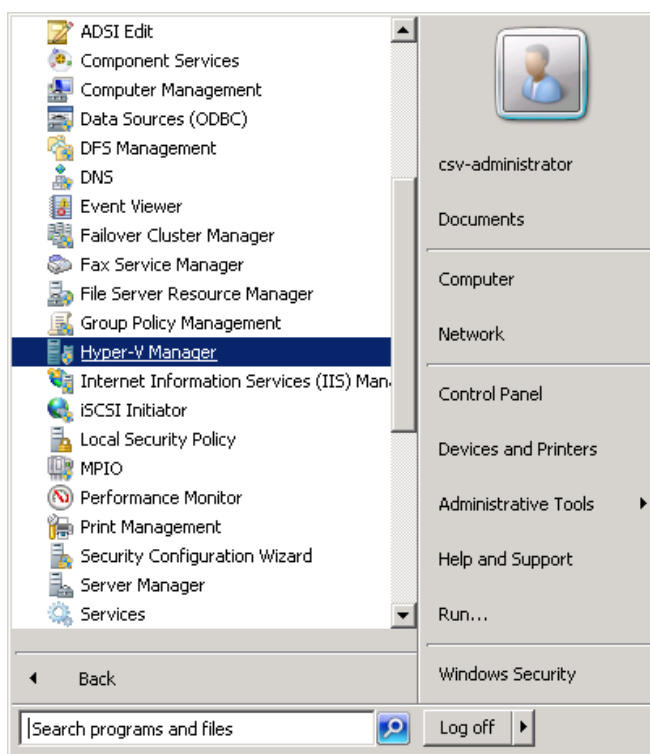 ADSI Edit
Component Services
Computer Management
Data Sources (ODBC)
DFS Management
DNS
Event Viewer
Failover Cluster Manager
Fax Service Manager
File Server Resource Manager
Group Policy Management
Hyper-V Manager
Internet Information Services (IIS) Man
iSCSI Initiator
Local Security Policy
MPIO
Performance Monitor
Print Management
Security Configuration Wizard
Server Manager
Services
Back
Search programs and files
csv-administrator
Documents
Computer
Network
Control Panel
Devices and Printers
Administrative Tools
Help and Support
Run...
Windows Security
Log off